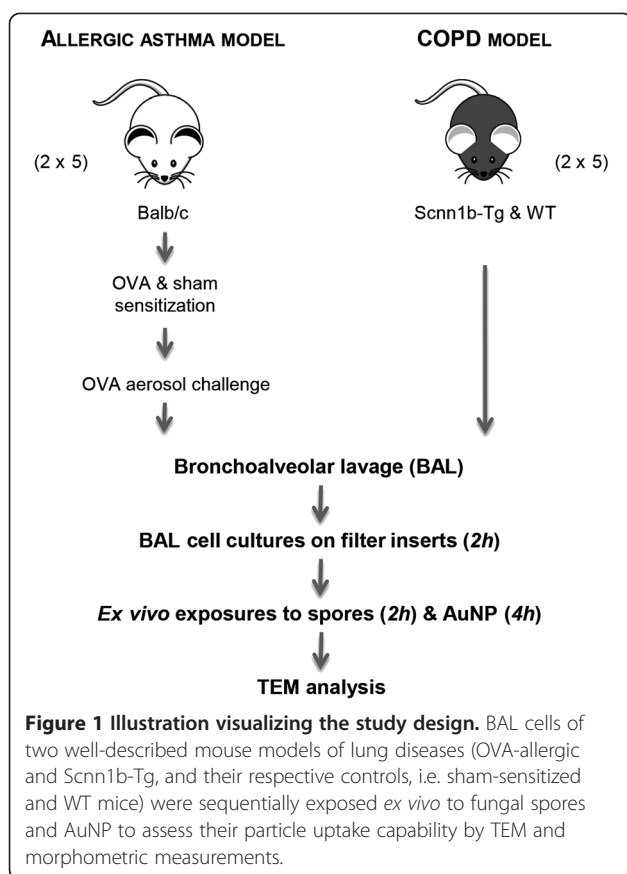 ALLERGIC ASTHMA MODEL
COPD MODEL
(2 x 5)
(2 x 5)
Balb/c
Scnn1b-Tg & WT
OVA & sham
sensitization
OVA aerosol challenge
Bronchoalveolar lavage (BAL)
BAL cell cultures on filter inserts (2h)
Ex vivo exposures to spores (2h) & AuNP (4h)
TEM analysis
Figure 1 Illustration visualizing the study design. BAL cells of
two well-described mouse models of lung diseases (OVA-allergic
and Scnn1b-Tg, and their respective controls, i.e. sham-sensitized
and WT mice) were sequentially exposed ex vivo to fungal spores
and AuNP to assess their particle uptake capability by TEM and
morphometric measurements.